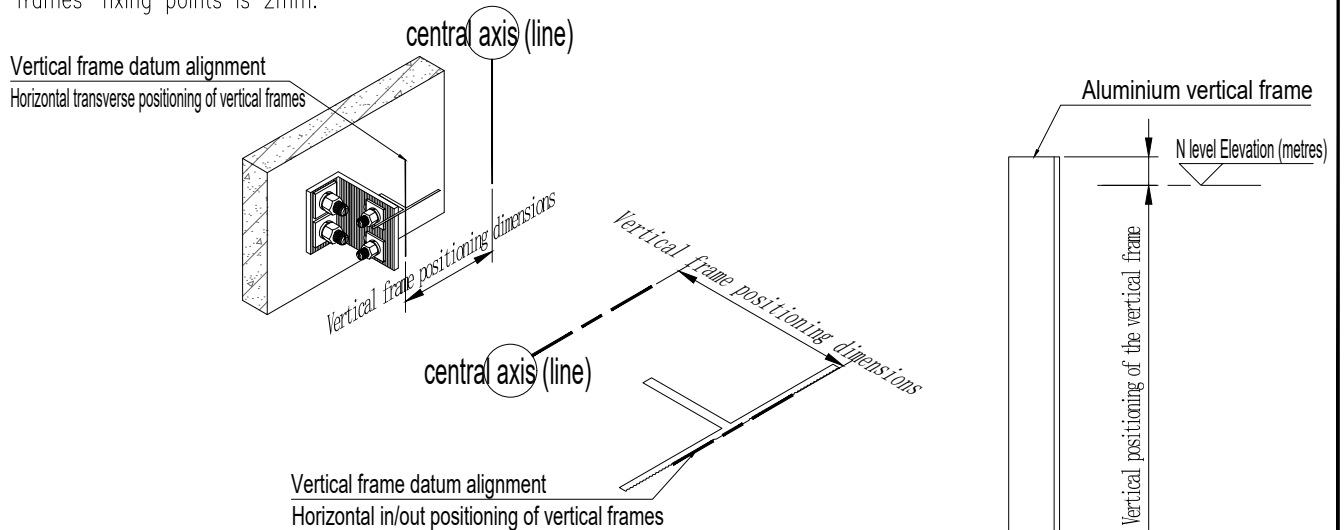 frames' fixing points is 2mm.
central axis (line)
Vertical frame datum alignment
Horizontal transverse positioning of vertical frames
Vertical frame positioning dimensions
central axis (line)
Vertical frame positioning dimensions
Vertical frame datum alignment
Horizontal in/out positioning of vertical frames
Aluminium vertical frame
N level Elevation (metres)
Vertical positioning of the vertical frame